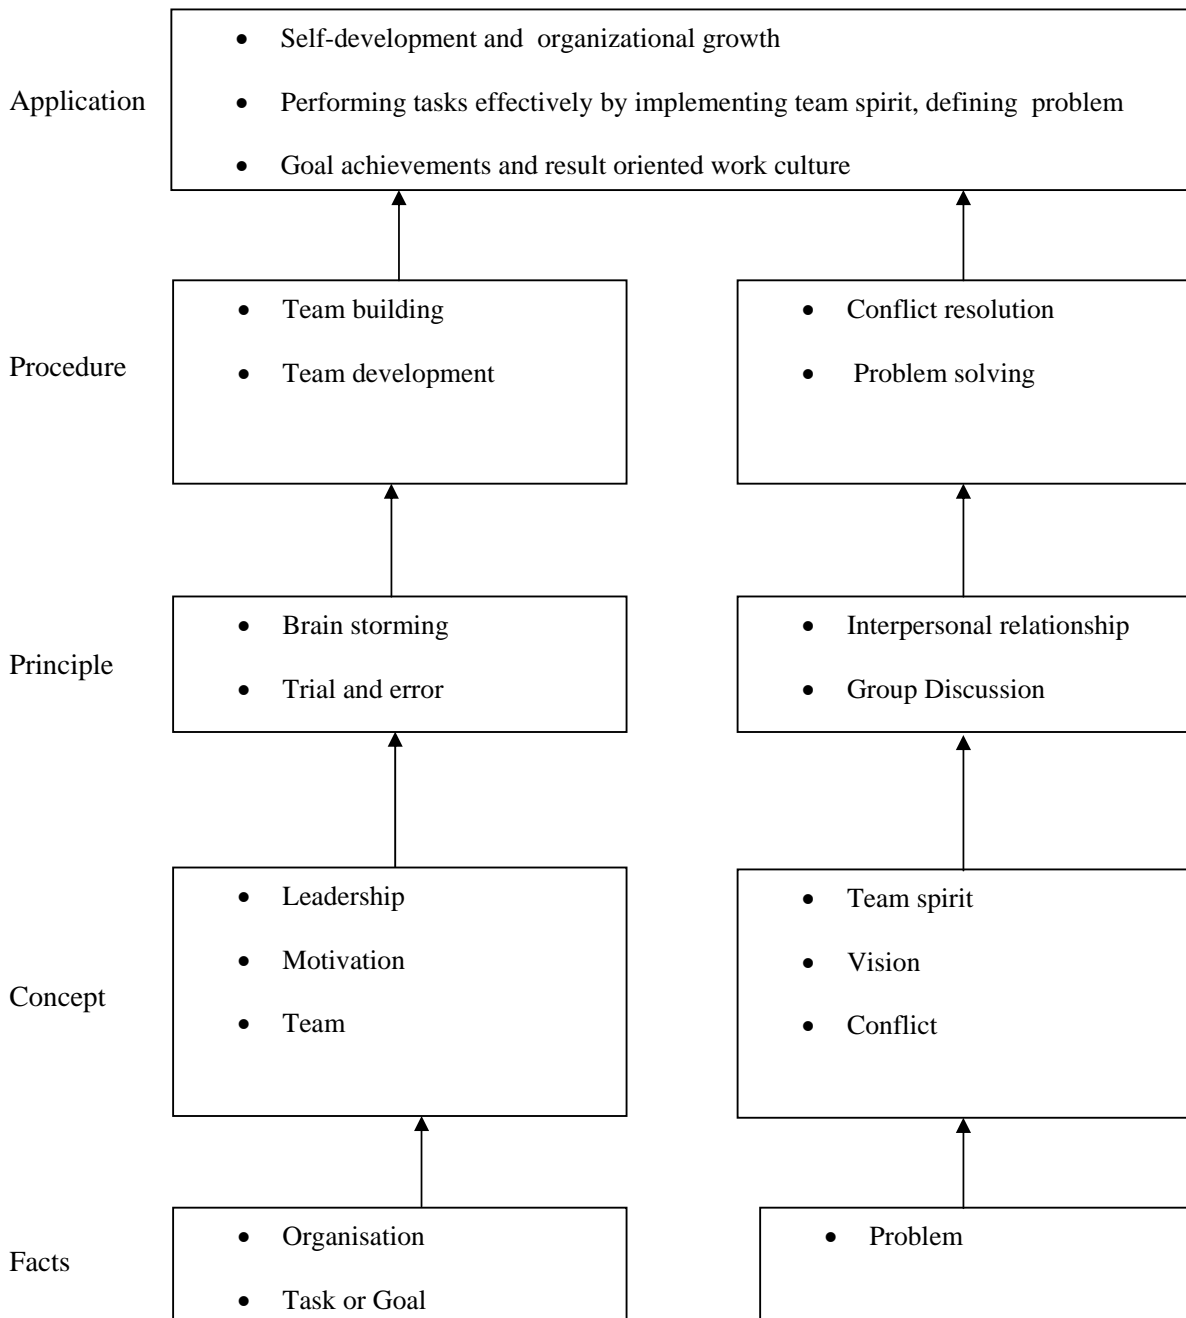 Self-development and  organizational growth
Application
Performing tasks effectively by implementing team spirit, defining  problem
Goal achievements and result oriented work culture
Team building
Conflict resolution
Procedure
Team development
Problem solving
Brain storming
Interpersonal relationship
Principle
Trial and error
Group Discussion
Leadership
Team spirit
Motivation
Vision
Concept
Team
Conflict
Organisation
Problem
Facts
Task or Goal